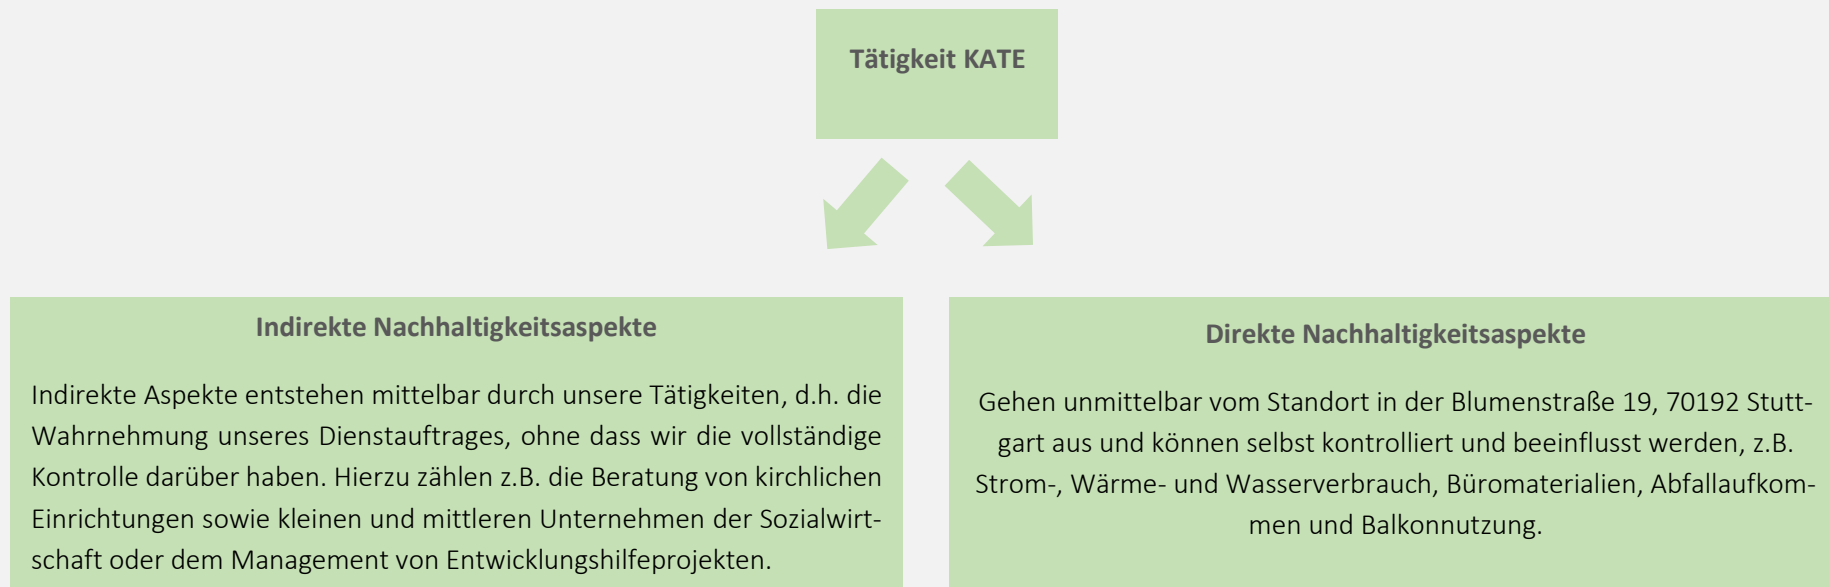 Tätigkeit KATE
Indirekte Nachhaltigkeitsaspekte
Indirekte Aspekte entstehen mittelbar durch unsere Tätigkeiten, d.h. die
Wahrnehmung unseres Dienstauftrages, ohne dass wir die vollständige
Kontrolle darüber haben. Hierzu zählen z.B. die Beratung von kirchlichen
Einrichtungen sowie kleinen und mittleren Unternehmen der Sozialwirt-
schaft oder dem Management von Entwicklungshilfeprojekten.
Direkte Nachhaltigkeitsaspekte
Gehen unmittelbar vom Standort in der Blumenstraße 19, 70192 Stutt-
gart aus und können selbst kontrolliert und beeinflusst werden, z.B.
Strom-, Wärme- und Wasserverbrauch, Büromaterialien, Abfallaufkom-
men und Balkonnutzung.